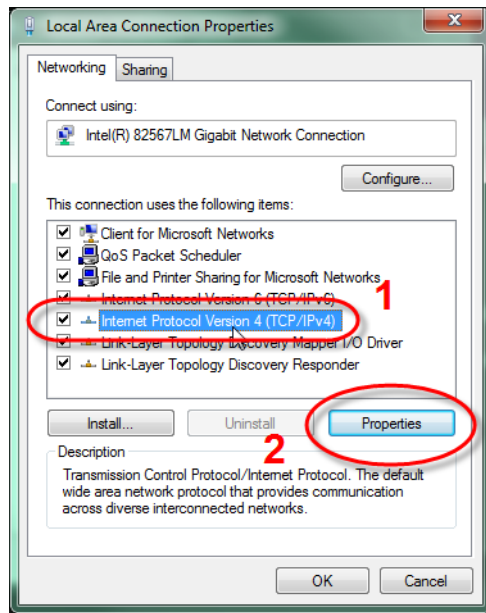 Local Area Connection Properties
Networking
Sharing
Connect using:
Intel(R) 82567LM Gigabit Network Connection
Configure...
This connection uses the following items:
Client for Microsoft Networks
QoS Packet Scheduler
File and Printer Sharing for Microsoft Networks
1
Internet Protocol Version 6 (TCP/IPv6)
Internet Protocol Version 4 (TCP/IPv4)
Link-Layer Topology Discovery Mapper I/O Driver
Link-Layer Topology Discovery Responder
Install...
Uninstall
Properties
2
Description
Transmission Control Protocol/Internet Protocol. The default
wide area network protocol that provides communication
across diverse interconnected networks.
OK
Cancel